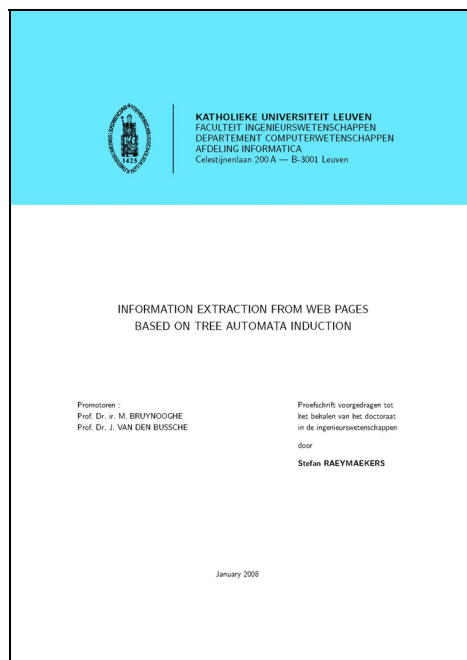 KATHOLIEKE UNIVERSITEIT LEUVEN
FACULTEIT INGENIEURSWETENSCHAPPEN
DEPARTEMENT COMPUTERWETENSCHAPPEN
AFDELING INFORMATICA
Celestijnenlaan 200 A — B-3001 Leuven
1425
INFORMATION EXTRACTION FROM WEB PAGES
BASED ON TREE AUTOMATA INDUCTION
Promotoren :
Prof. Dr. ir. M. BRUYNOOGHE
Prof. Dr. J. VAN DEN BUSSCHE
Proefschrift voorgedragen tot
het behalen van het doctoraat
in de ingenieurswetenschappen
door
Stefan RAEYMAEKERS
January 2008